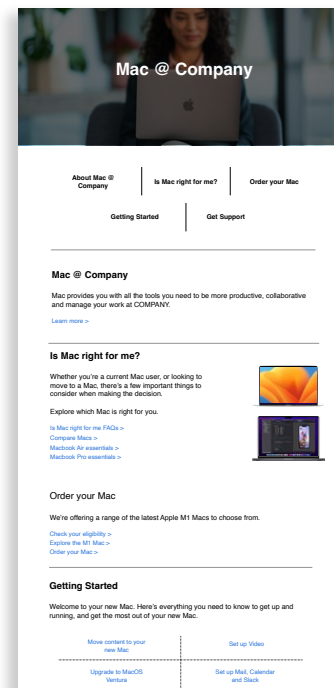 Mac @ Company
About Mac @
Company
Is Mac right for me?
Order your Mac
Getting Started
Get Support
Mac @ Company
Mac provides you with all the tools you need to be more productive, collaborative
and manage your work at COMPANY.
Learn more >
Is Mac right for me?
Whether you're a current Mac user, or looking to
move to a Mac, there's a few important things to
consider when making the decision.
Explore which Mac is right for you.
Is Mac right for me FAQs >
Compare Macs >
Macbook Air essentials >
Macbook Pro essentials >
Order your Mac
We're offering a range of the latest Apple M1 Macs to choose from.
Check your eligibility >
Explore the M1 Mac >
Order your Mac >
Getting Started
Welcome to your new Mac. Here's everything you need to know to get up and
running, and get the most out of your new Mac.
Move content to your
new Mac
Set up Video
Upgrade to MacOS
Ventura
Set up Mail, Calendar
and Slack